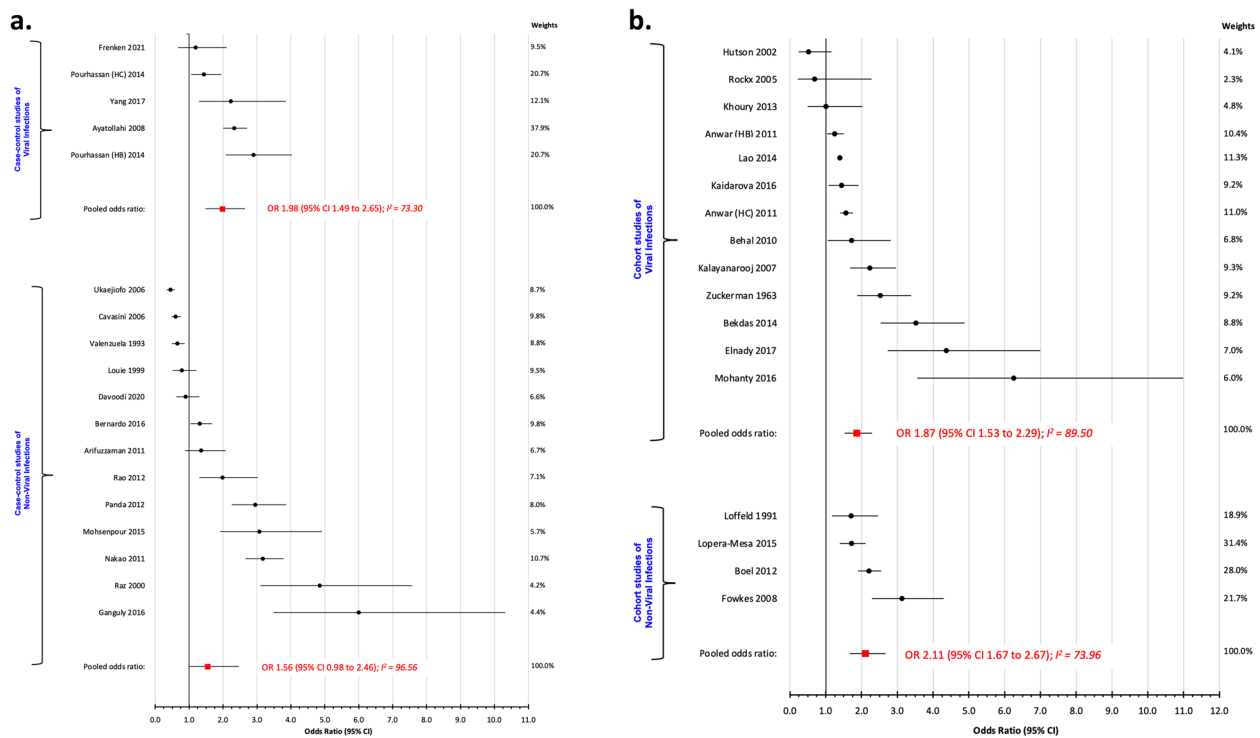 a.
Weights
Case-control studies of
Viral Infections
Frenken 2021 9.5%
Pourhassan (HC) 2014 20.7%
Yang 2017 12.1%
Ayatollahi 2008 37.9%
Pourhassan (HB) 2014 20.7%
Pooled odds ratio: OR 1.98 (95% CI 1.49 to 2.65); I² = 73.30 100.0%
Case-control studies of
Non-Viral Infections
Ukaejiofo 2006 8.7%
Cavasini 2006 9.8%
Valenzuela 1993 8.8%
Louie 1999 9.5%
Davoodi 2020 6.6%
Bernardo 2016 9.8%
Arifuzzaman 2011 6.7%
Rao 2012 7.1%
Panda 2012 8.0%
Mohsenpour 2015 5.7%
Nakao 2011 10.7%
Raz 2000 4.2%
Ganguly 2016 4.4%
Pooled odds ratio: OR 1.56 (95% CI 0.98 to 2.46); I² = 96.56 100.0%
0.0 1.0 2.0 3.0 4.0 5.0 6.0 7.0 8.0 9.0 10.0 11.0
Odds Ratio (95% CI)
b.
Weights
Cohort studies of
Viral Infections
Hutson 2002 4.1%
Rockx 2005 2.3%
Khoury 2013 4.8%
Anwar (HB) 2011 10.4%
Lao 2014 11.3%
Kaidarova 2016 9.2%
Anwar (HC) 2011 11.0%
Behal 2010 6.8%
Kalayanarooj 2007 9.3%
Zuckerman 1963 9.2%
Bekdas 2014 8.8%
Elnady 2017 7.0%
Mohanty 2016 6.0%
Pooled odds ratio: OR 1.87 (95% CI 1.53 to 2.29); I² = 89.50 100.0%
Cohort studies of
Non-Viral Infections
Loffeld 1991 18.9%
Lopera-Mesa 2015 31.4%
Boel 2012 28.0%
Fowkes 2008 21.7%
Pooled odds ratio: OR 2.11 (95% CI 1.67 to 2.67); I² = 73.96 100.0%
0.0 1.0 2.0 3.0 4.0 5.0 6.0 7.0 8.0 9.0 10.0 11.0 12.0
Odds Ratio (95% CI)